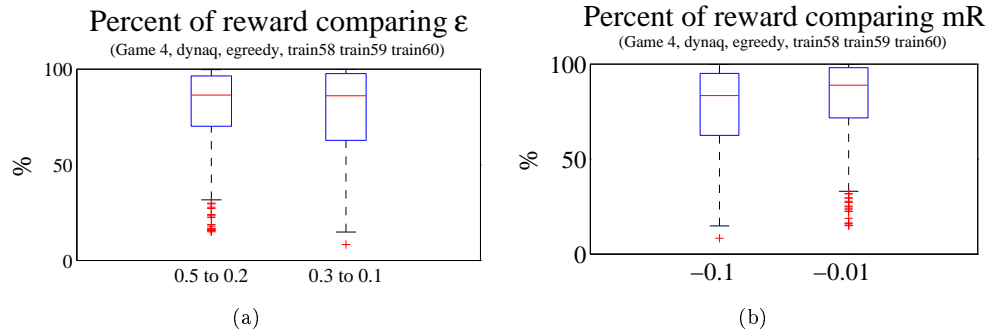 Percent of reward comparing ε
(Game 4, dynaq, egreedy, train58 train59 train60)
100
50
0
%
0.5 to 0.2
0.3 to 0.1
(a)
Percent of reward comparing mR
(Game 4, dynaq, egreedy, train58 train59 train60)
100
50
0
%
−0.1
−0.01
(b)